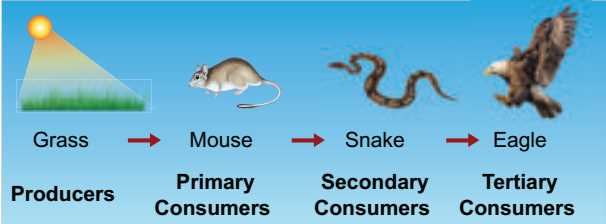 Grass Mouse Snake Eagle
Producers
Primary Consumers
Secondary Consumers
Tertiary Consumers